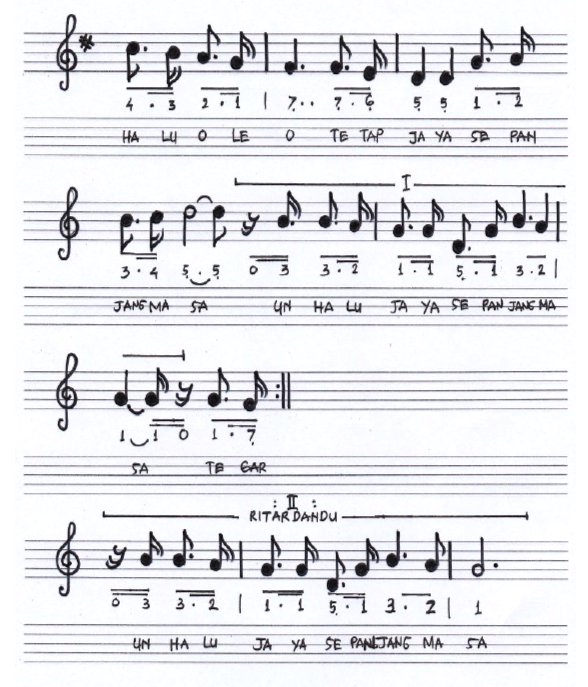 4 . 3 2 . 1 | 7̣ . . 7̣ . 6̣ 5̣ 5̣ 1 . 2
HA LU O LE O TE TAP JA YA SE PAN
I
3 . 4 5̣ . 5̣ 0 3 3 . 2 1 . 1 5̣ . 1 3 . 2 |
JANG MA SA UN HA LU JA YA SE PAN JANG MA
1 . 1 0 1 . 7̣
SA TE GAR
: II :
RITARDANDU
0 3 3 . 2 | 1 . 1 5̣ . 1 3 . 2 | 1
UN HA LU JA YA SE PAN JANG MA SA